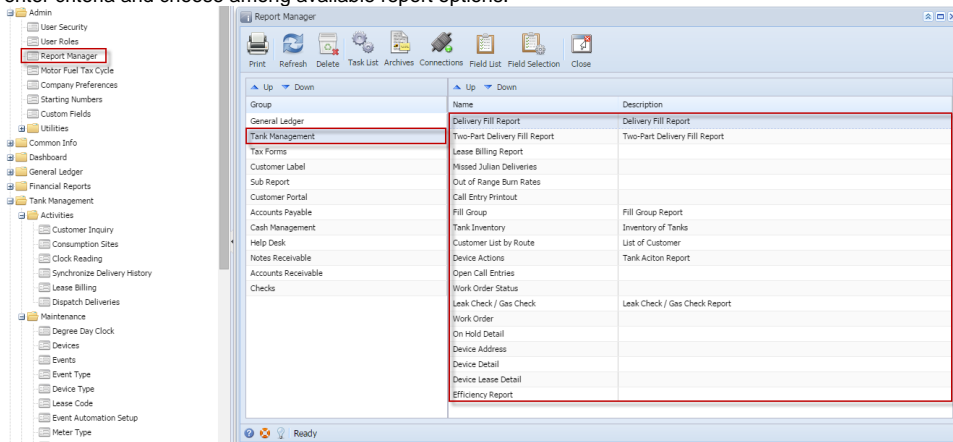 enter criteria and choose among available report options.
Admin
User Security
User Roles
Report Manager
Motor Fuel Tax Cycle
Company Preferences
Starting Numbers
Custom Fields
Utilities
Common Info
Dashboard
General Ledger
Financial Reports
Tank Management
Activities
Customer Inquiry
Consumption Sites
Clock Reading
Synchronize Delivery History
Lease Billing
Dispatch Deliveries
Maintenance
Degree Day Clock
Devices
Events
Event Type
Device Type
Lease Code
Event Automation Setup
Meter Type
Report Manager
Print Refresh Delete Task List Archives Connections Field List Field Selection Close
Up Down
Group
General Ledger
Tank Management
Tax Forms
Customer Label
Sub Report
Customer Portal
Accounts Payable
Cash Management
Help Desk
Notes Receivable
Accounts Receivable
Checks
Up Down
Name Description
Delivery Fill Report Delivery Fill Report
Two-Part Delivery Fill Report Two-Part Delivery Fill Report
Lease Billing Report
Missed Julian Deliveries
Out of Range Burn Rates
Call Entry Printout
Fill Group Fill Group Report
Tank Inventory Inventory of Tanks
Customer List by Route List of Customer
Device Actions Tank Aciton Report
Open Call Entries
Work Order Status
Leak Check / Gas Check Leak Check / Gas Check Report
Work Order
On Hold Detail
Device Address
Device Detail
Device Lease Detail
Efficiency Report
Ready